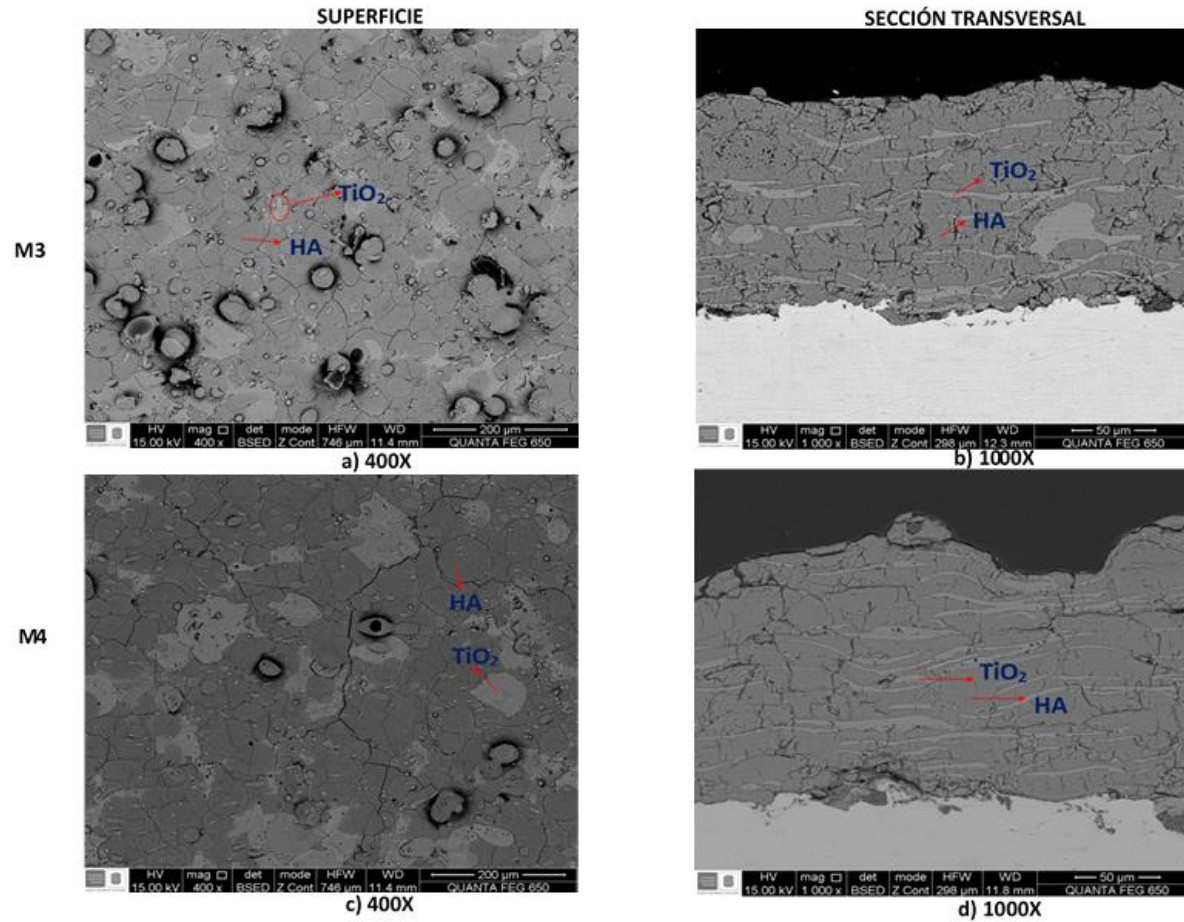 SUPERFICIE
SECCIÓN TRANSVERSAL
M3
TiO₂
HA
TiO₂
HA
HV mag □ det mode HFW WD 200 µm
15.00 kV 400 x BSED Z Cont 746 µm 11.4 mm QUANTA FEG 650
a) 400X
HV mag □ det mode HFW WD 50 µm
15.00 kV 1 000 x BSED Z Cont 298 µm 12.3 mm QUANTA FEG 650
b) 1000X
M4
HA
TiO₂
TiO₂
HA
HV mag □ det mode HFW WD 200 µm
15.00 kV 400 x BSED Z Cont 746 µm 11.4 mm QUANTA FEG 650
c) 400X
HV mag □ det mode HFW WD 50 µm
15.00 kV 1 000 x BSED Z Cont 298 µm 11.8 mm QUANTA FEG 650
d) 1000X